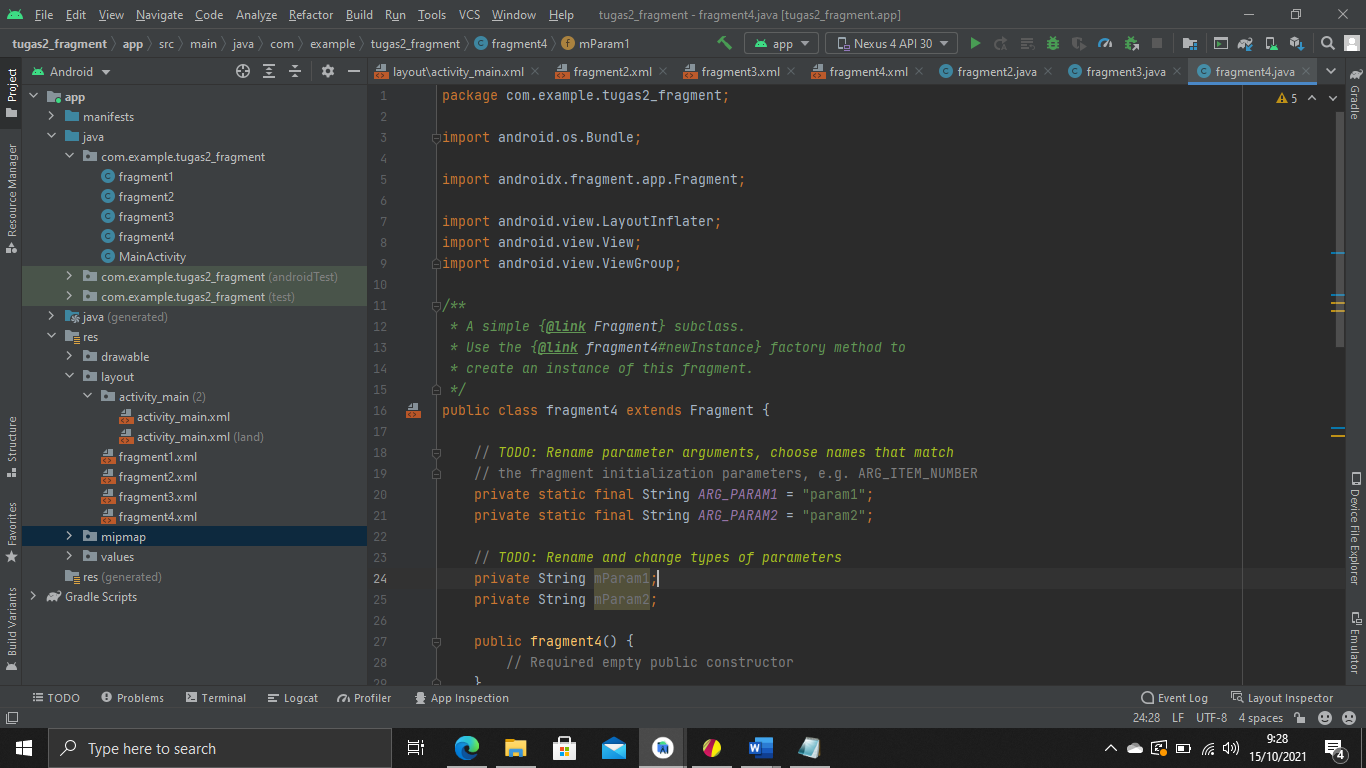 File Edit View Navigate Code Analyze Refactor Build Run Tools VCS Window Help tugas2_fragment - fragment4.java [tugas2_fragment.app]
tugas2_fragment app src main java com example tugas2_fragment fragment4 mParam1 app Nexus 4 API 30
Project
Resource Manager
Structure
Favorites
Build Variants
Android
app
manifests
java
com.example.tugas2_fragment
fragment1
fragment2
fragment3
fragment4
MainActivity
com.example.tugas2_fragment (androidTest)
com.example.tugas2_fragment (test)
java (generated)
res
drawable
layout
activity_main (2)
activity_main.xml
activity_main.xml (land)
fragment1.xml
fragment2.xml
fragment3.xml
fragment4.xml
mipmap
values
res (generated)
Gradle Scripts
layout\activity_main.xml fragment2.xml fragment3.xml fragment4.xml fragment2.java fragment3.java fragment4.java
5
1 package com.example.tugas2_fragment;
2
3 import android.os.Bundle;
4
5 import androidx.fragment.app.Fragment;
6
7 import android.view.LayoutInflater;
8 import android.view.View;
9 import android.view.ViewGroup;
10
11 /**
12 * A simple {@link Fragment} subclass.
13 * Use the {@link fragment4#newInstance} factory method to
14 * create an instance of this fragment.
15 */
16 public class fragment4 extends Fragment {
17
18 // TODO: Rename parameter arguments, choose names that match
19 // the fragment initialization parameters, e.g. ARG_ITEM_NUMBER
20 private static final String ARG_PARAM1 = "param1";
21 private static final String ARG_PARAM2 = "param2";
22
23 // TODO: Rename and change types of parameters
24 private String mParam1;
25 private String mParam2;
26
27 public fragment4() {
28 // Required empty public constructor
29 }
Gradle
Device File Explorer
Emulator
TODO Problems Terminal Logcat Profiler App Inspection Event Log Layout Inspector
24:28 LF UTF-8 4 spaces
Type here to search
W
9:28
15/10/2021
4